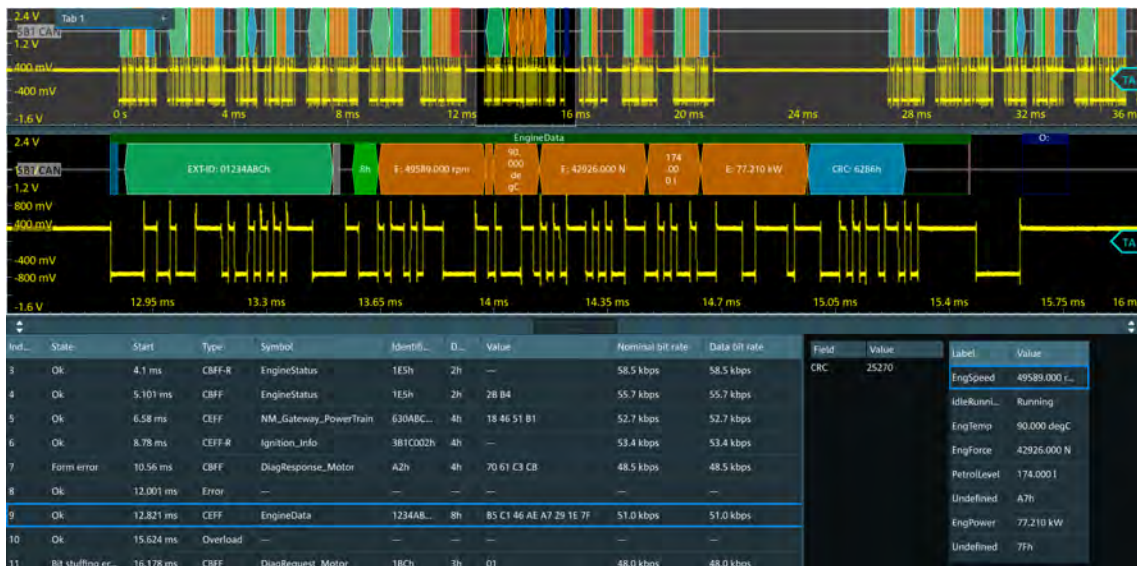 2.4 V
Tab 1 +
SB1 CAN
1.2 V
400 mV
-400 mV
-1.6 V
0 s 4 ms 8 ms 12 ms 16 ms 20 ms 24 ms 28 ms 32 ms 36 m
TA
2.4 V
EngineData
O:
SB1 CAN
EXT-ID: 01234ABCh
8h
E: 49589.000 rpm
90.
000
de
gC
E: 42926.000 N
174
.00
0 l
E: 77.210 kW
CRC: 62B6h
1.2 V
800 mV
400 mV
TA
-400 mV
-800 mV
-1.6 V
12.95 ms 13.3 ms 13.65 ms 14 ms 14.35 ms 14.7 ms 15.05 ms 15.4 ms 15.75 ms 16 m
Ind... State Start Type Symbol Identifi... D... Value Nominal bit rate Data bit rate
3 Ok 4.1 ms CBFF-R EngineStatus 1E5h 2h — 58.5 kbps 58.5 kbps
4 Ok 5.101 ms CBFF EngineStatus 1E5h 2h 2B B4 55.7 kbps 55.7 kbps
5 Ok 6.58 ms CEFF NM_Gateway_PowerTrain 630ABC... 4h 18 46 51 B1 52.7 kbps 52.7 kbps
6 Ok 8.78 ms CEFF-R Ignition_Info 3B1C002h 4h — 53.4 kbps 53.4 kbps
7 Form error 10.56 ms CBFF DiagResponse_Motor A2h 4h 70 61 C3 CB 48.5 kbps 48.5 kbps
8 Ok 12.001 ms Error — — — — — —
9 Ok 12.821 ms CEFF EngineData 1234AB... 8h B5 C1 46 AE A7 29 1E 7F 51.0 kbps 51.0 kbps
10 Ok 15.624 ms Overload — — — — — —
11 Bit stuffing er... 16.178 ms CBFF DiagRequest_Motor 1BCh 3h 01 48.0 kbps 48.0 kbps
Field Value
CRC 25270
Label Value
EngSpeed 49589.000 r...
IdleRunni... Running
EngTemp 90.000 degC
EngForce 42926.000 N
PetrolLevel 174.000 l
Undefined A7h
EngPower 77.210 kW
Undefined 7Fh